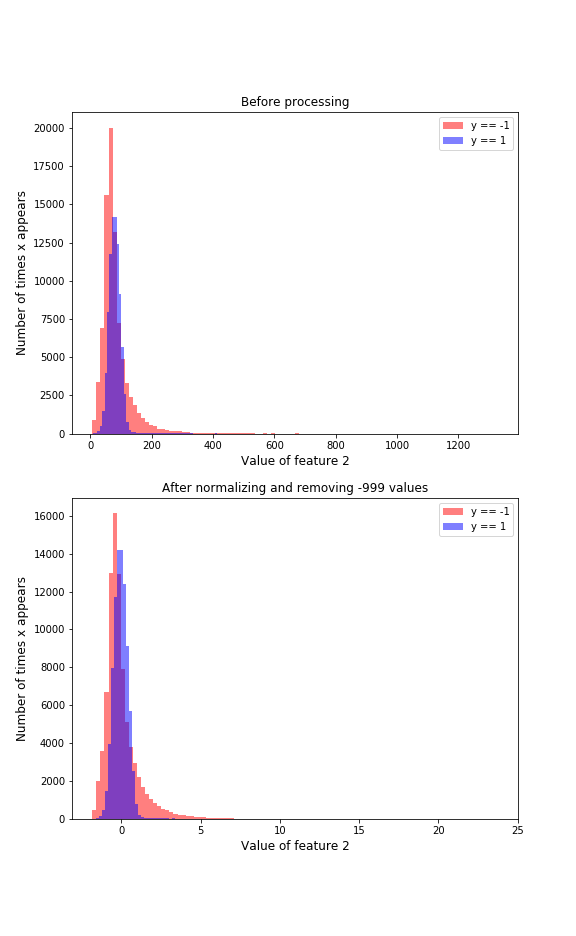 Before processing
y == -1
y == 1
Number of times x appears
20000
17500
15000
12500
10000
7500
5000
2500
0
0 200 400 600 800 1000 1200
Value of feature 2
After normalizing and removing -999 values
y == -1
y == 1
Number of times x appears
16000
14000
12000
10000
8000
6000
4000
2000
0
0 5 10 15 20 25
Value of feature 2